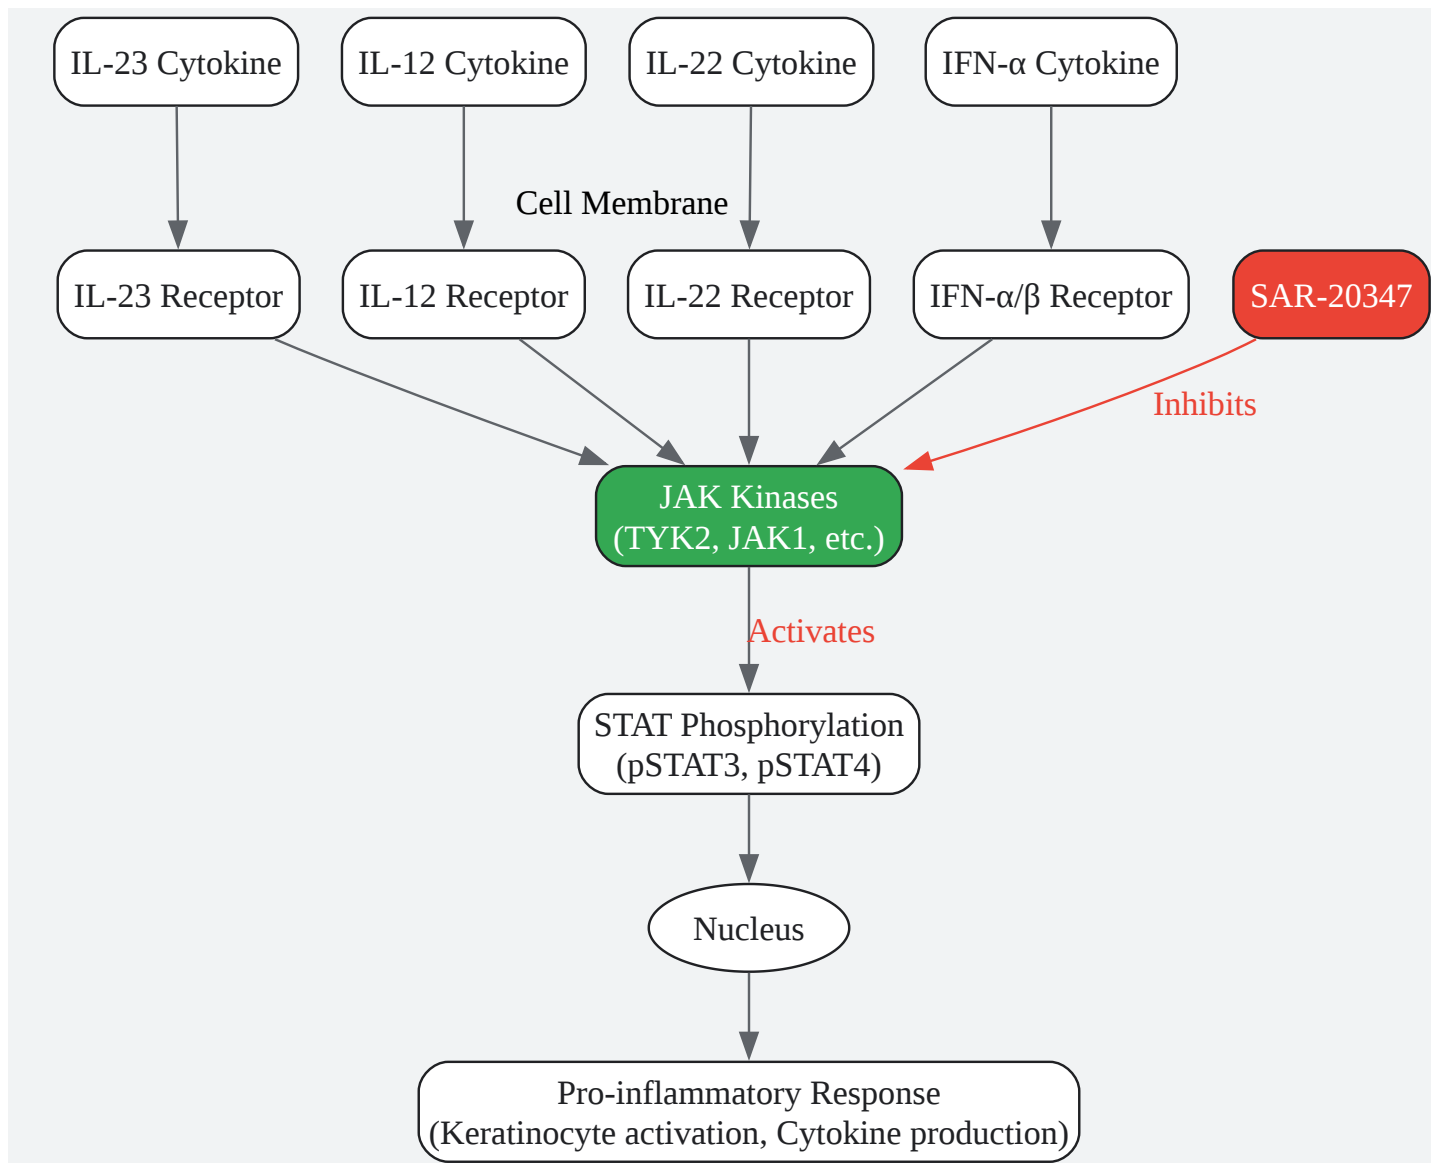 IL-23 Cytokine
IL-12 Cytokine
IL-22 Cytokine
IFN-α Cytokine
Cell Membrane
IL-23 Receptor
IL-12 Receptor
IL-22 Receptor
IFN-α/β Receptor
SAR-20347
Inhibits
JAK Kinases
(TYK2, JAK1, etc.)
Activates
STAT Phosphorylation
(pSTAT3, pSTAT4)
Nucleus
Pro-inflammatory Response
(Keratinocyte activation, Cytokine production)